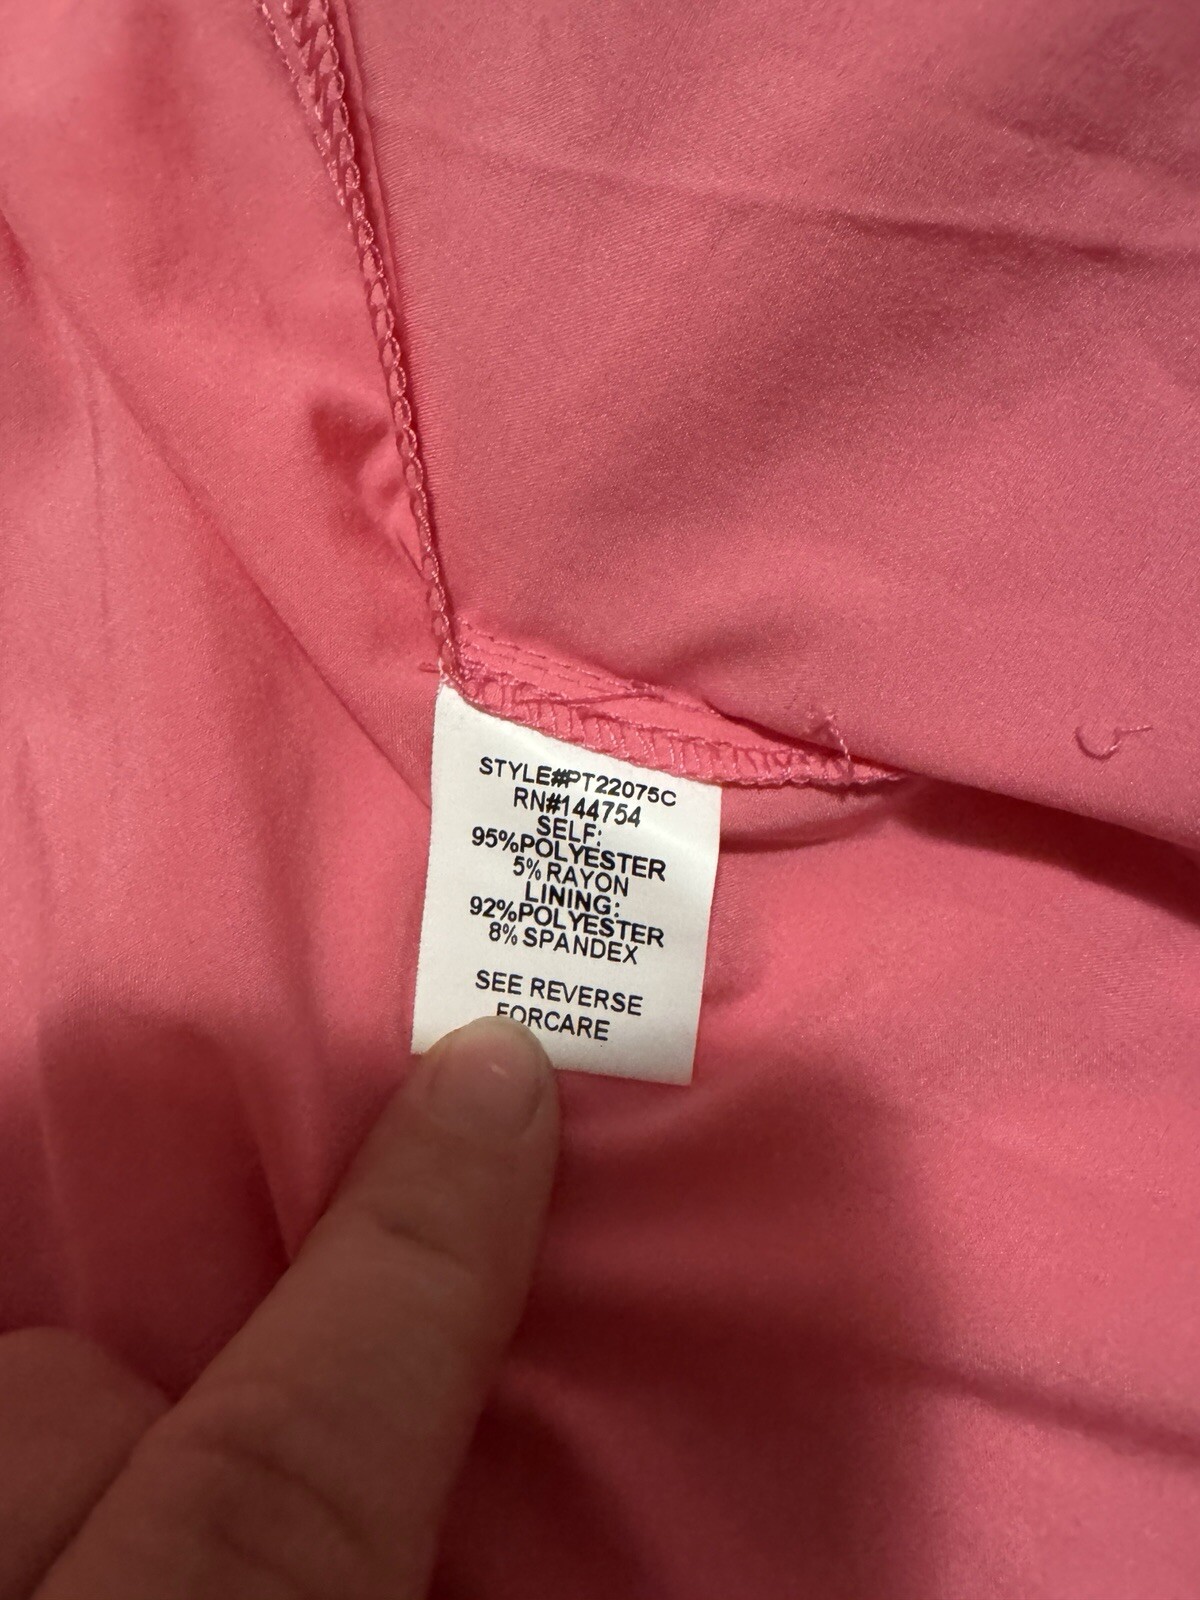 STYLE#PT22075C
RN#144754
SELF:
95%POLYESTER
5% RAYON
LINING:
92%POLYESTER
8% SPANDEX
SEE REVERSE
FORCARE